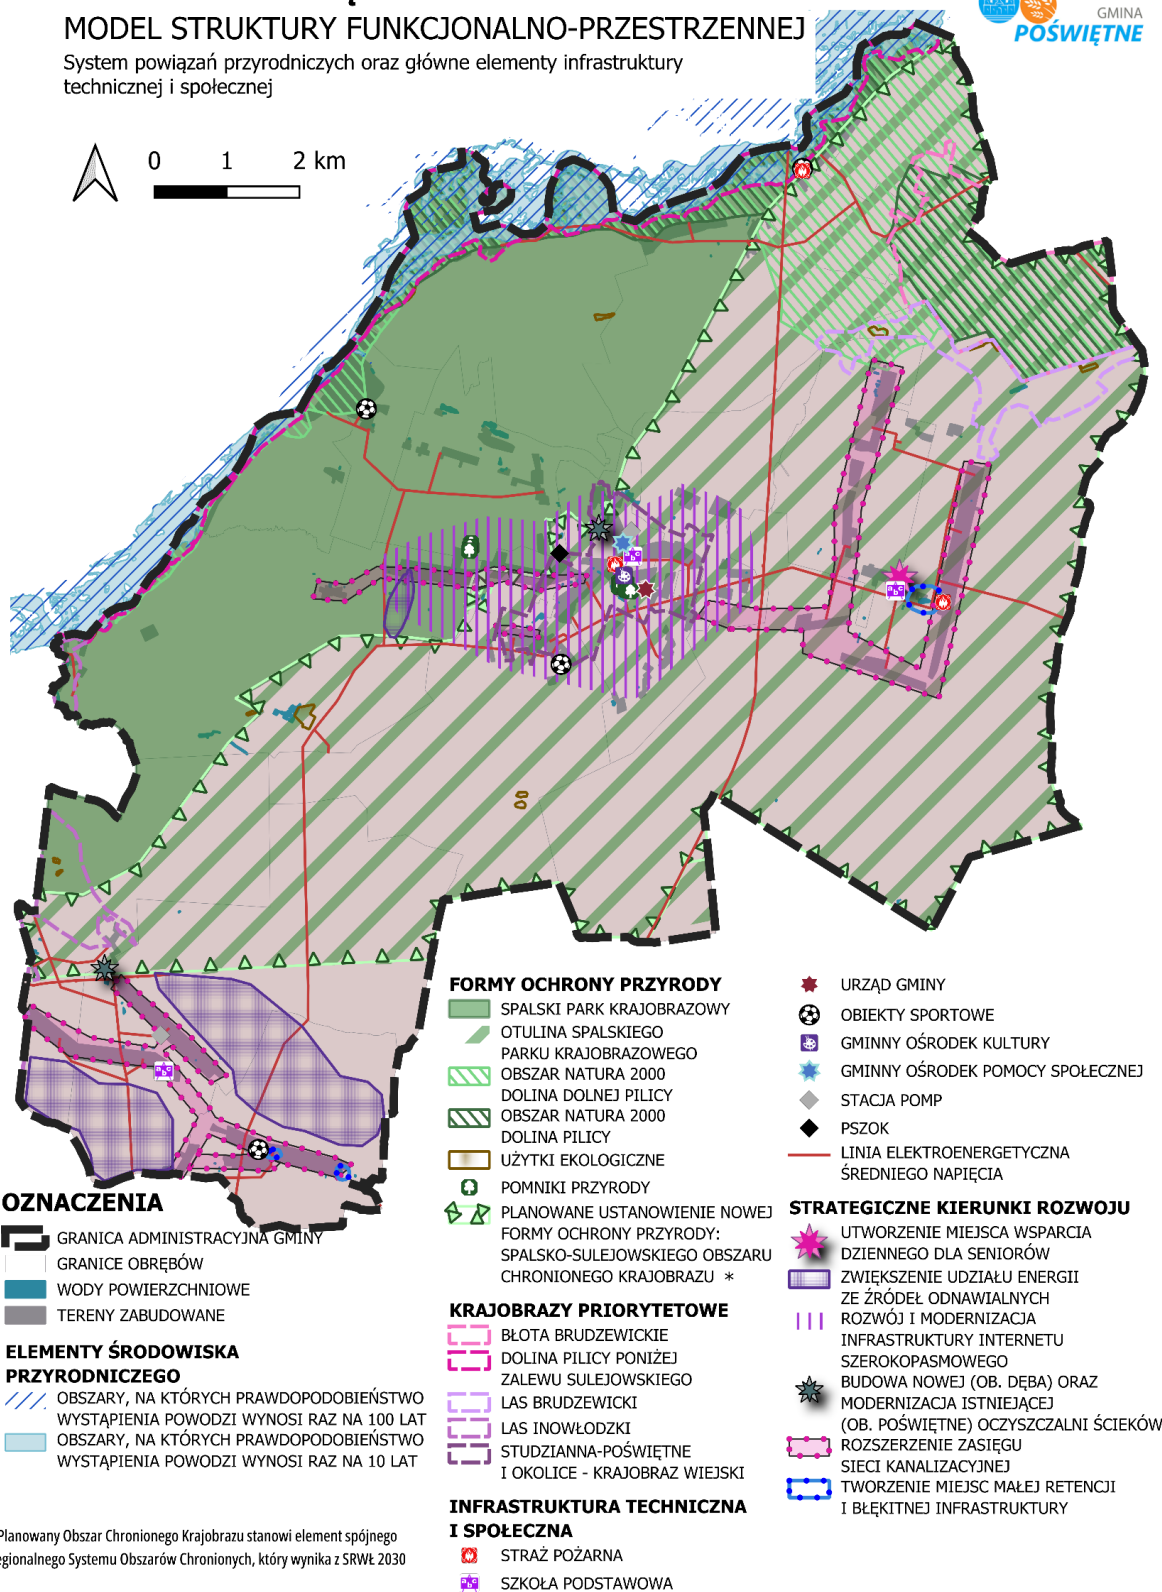 MODEL STRUKTURY FUNKCJONALNO-PRZESTRZENNEJ
System powiązań przyrodniczych oraz główne elementy infrastruktury
technicznej i społecznej
GMINA
POŚWIĘTNE
0 1 2 km
OZNACZENIA
GRANICA ADMINISTRACYJNA GMINY
GRANICE OBRĘBÓW
WODY POWIERZCHNIOWE
TERENY ZABUDOWANE
ELEMENTY ŚRODOWISKA
PRZYRODNICZEGO
OBSZARY, NA KTÓRYCH PRAWDOPODOBIEŃSTWO
WYSTĄPIENIA POWODZI WYNOSI RAZ NA 100 LAT
OBSZARY, NA KTÓRYCH PRAWDOPODOBIEŃSTWO
WYSTĄPIENIA POWODZI WYNOSI RAZ NA 10 LAT
Planowany Obszar Chronionego Krajobrazu stanowi element spójnego
egionalnego Systemu Obszarów Chronionych, który wynika z SRWŁ 2030
FORMY OCHRONY PRZYRODY
SPALSKI PARK KRAJOBRAZOWY
OTULINA SPALSKIEGO
PARKU KRAJOBRAZOWEGO
OBSZAR NATURA 2000
DOLINA DOLNEJ PILICY
OBSZAR NATURA 2000
DOLINA PILICY
UŻYTKI EKOLOGICZNE
POMNIKI PRZYRODY
PLANOWANE USTANOWIENIE NOWEJ
FORMY OCHRONY PRZYRODY:
SPALSKO-SULEJOWSKIEGO OBSZARU
CHRONIONEGO KRAJOBRAZU *
KRAJOBRAZY PRIORYTETOWE
BŁOTA BRUDZEWICKIE
DOLINA PILICY PONIŻEJ
ZALEWU SULEJOWSKIEGO
LAS BRUDZEWICKI
LAS INOWŁODZKI
STUDZIANNA-POŚWIĘTNE
I OKOLICE - KRAJOBRAZ WIEJSKI
INFRASTRUKTURA TECHNICZNA
I SPOŁECZNA
STRAŻ POŻARNA
SZKOŁA PODSTAWOWA
URZĄD GMINY
OBIEKTY SPORTOWE
GMINNY OŚRODEK KULTURY
GMINNY OŚRODEK POMOCY SPOŁECZNEJ
STACJA POMP
PSZOK
LINIA ELEKTROENERGETYCZNA
ŚREDNIEGO NAPIĘCIA
STRATEGICZNE KIERUNKI ROZWOJU
UTWORZENIE MIEJSCA WSPARCIA
DZIENNEGO DLA SENIORÓW
ZWIĘKSZENIE UDZIAŁU ENERGII
ZE ŹRÓDEŁ ODNAWIALNYCH
ROZWÓJ I MODERNIZACJA
INFRASTRUKTURY INTERNETU
SZEROKOPASMOWEGO
BUDOWA NOWEJ (OB. DĘBA) ORAZ
MODERNIZACJA ISTNIEJĄCEJ
(OB. POŚWIĘTNE) OCZYSZCZALNI ŚCIEKÓW
ROZSZERZENIE ZASIĘGU
SIECI KANALIZACYJNEJ
TWORZENIE MIEJSC MAŁEJ RETENCJI
I BŁĘKITNEJ INFRASTRUKTURY